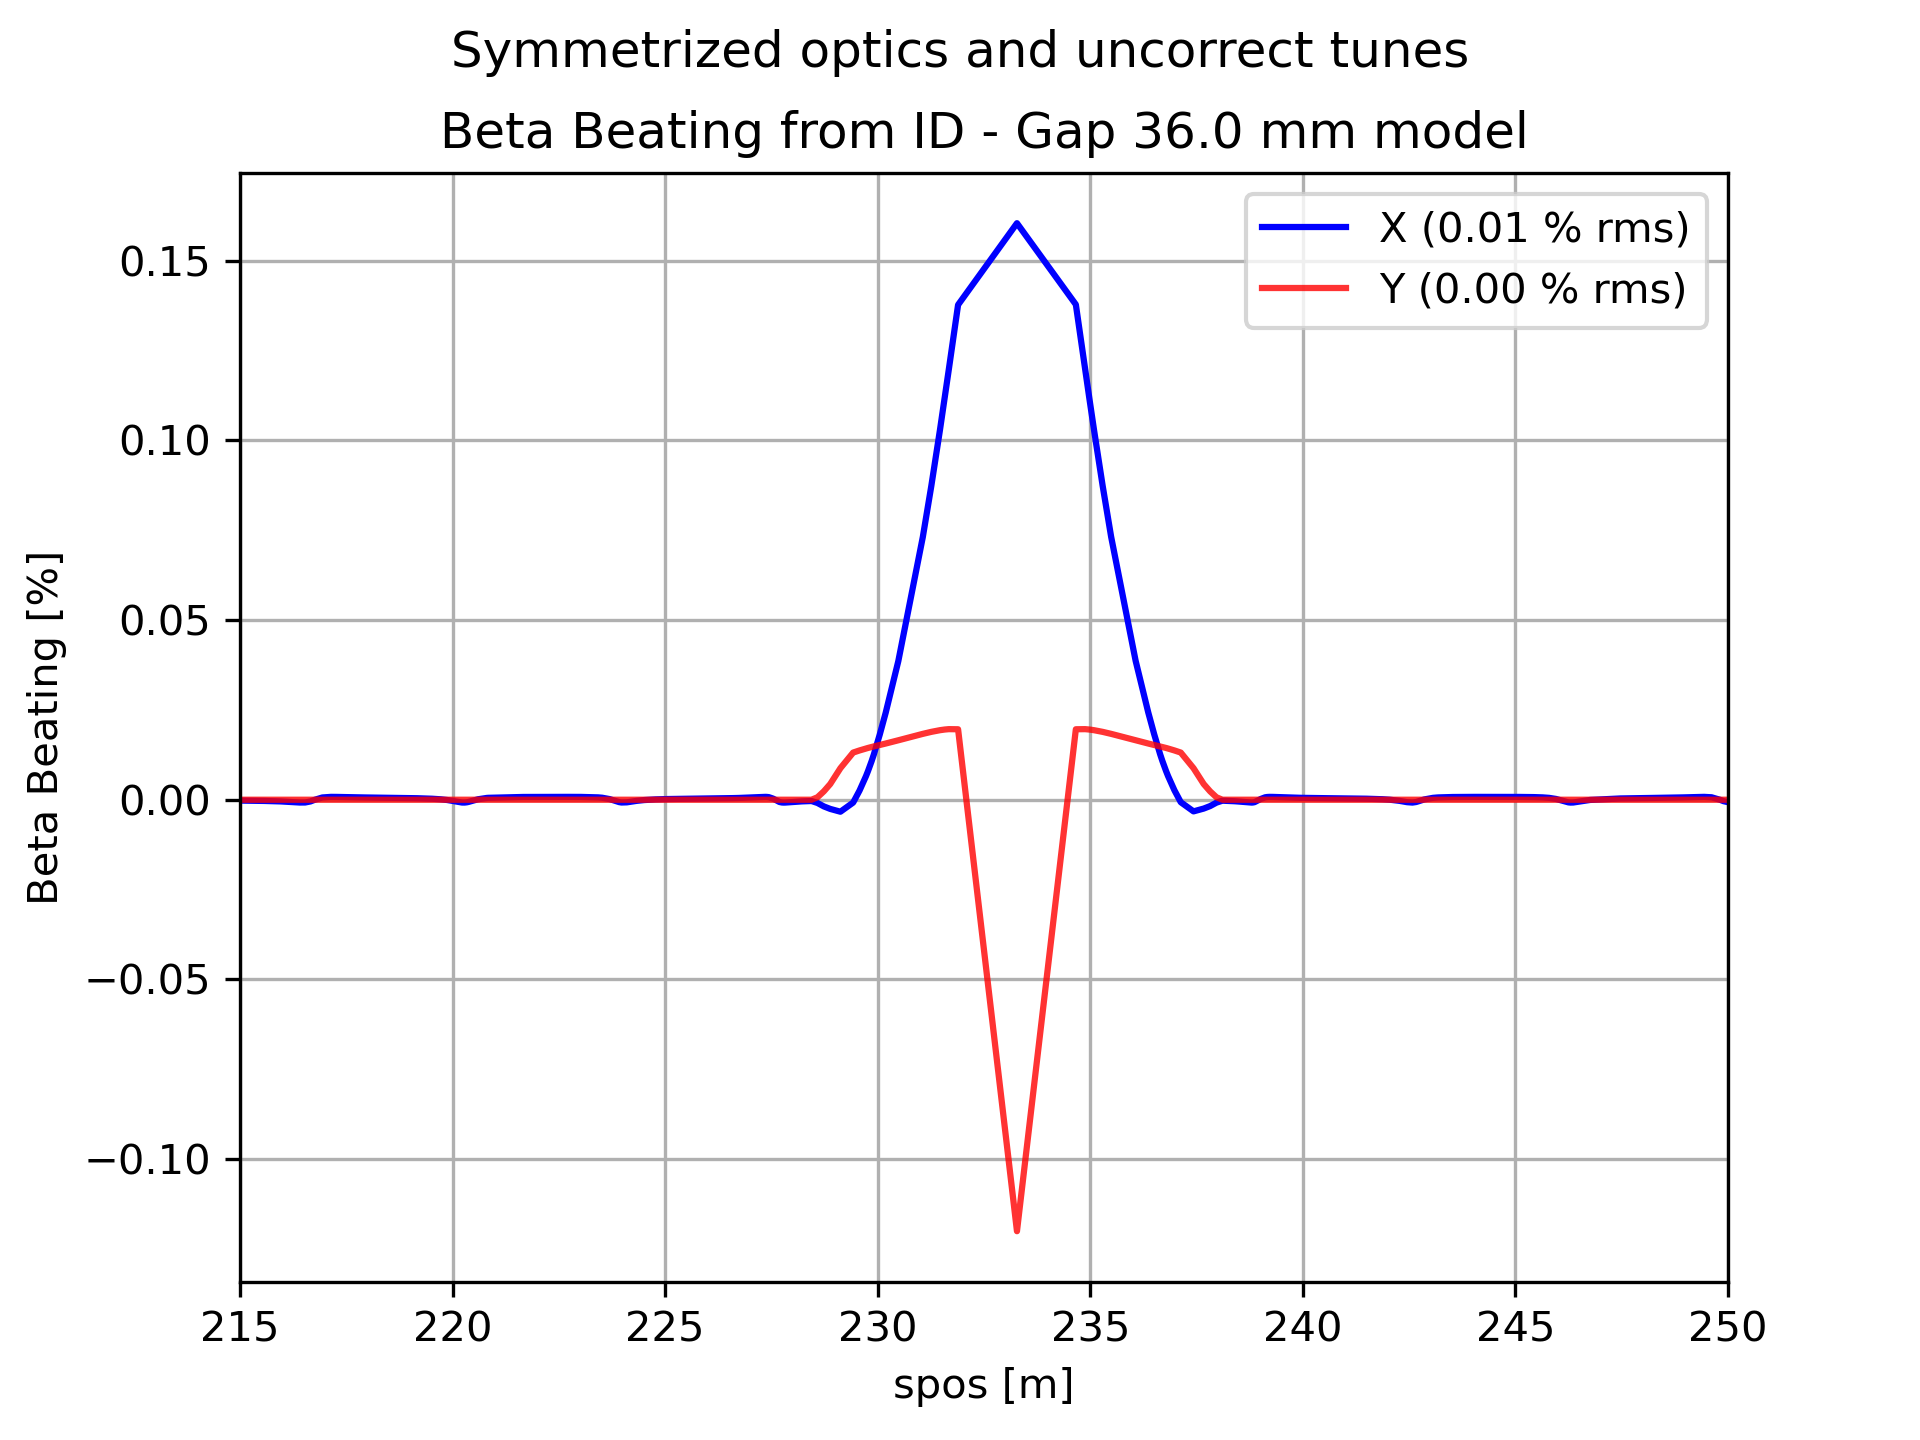 Symmetrized optics and uncorrect tunes
Beta Beating from ID - Gap 36.0 mm model
X (0.01 % rms)
Y (0.00 % rms)
Beta Beating [%]
0.15
0.10
0.05
0.00
−0.05
−0.10
215 220 225 230 235 240 245 250
spos [m]